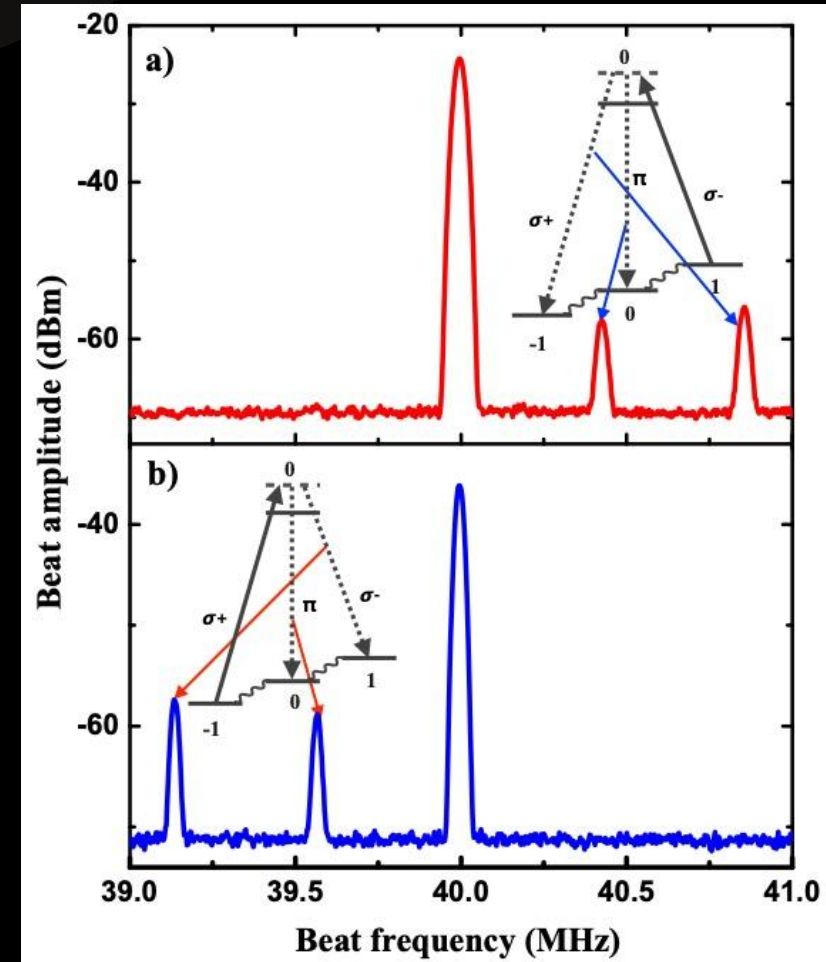 Beat amplitude (dBm)
-20
-40
-60
-40
-60
a)
0
π
σ+
σ-
-1
0
1
b)
0
σ+
π
σ-
-1
0
1
39.0
39.5
40.0
40.5
41.0
Beat frequency (MHz)